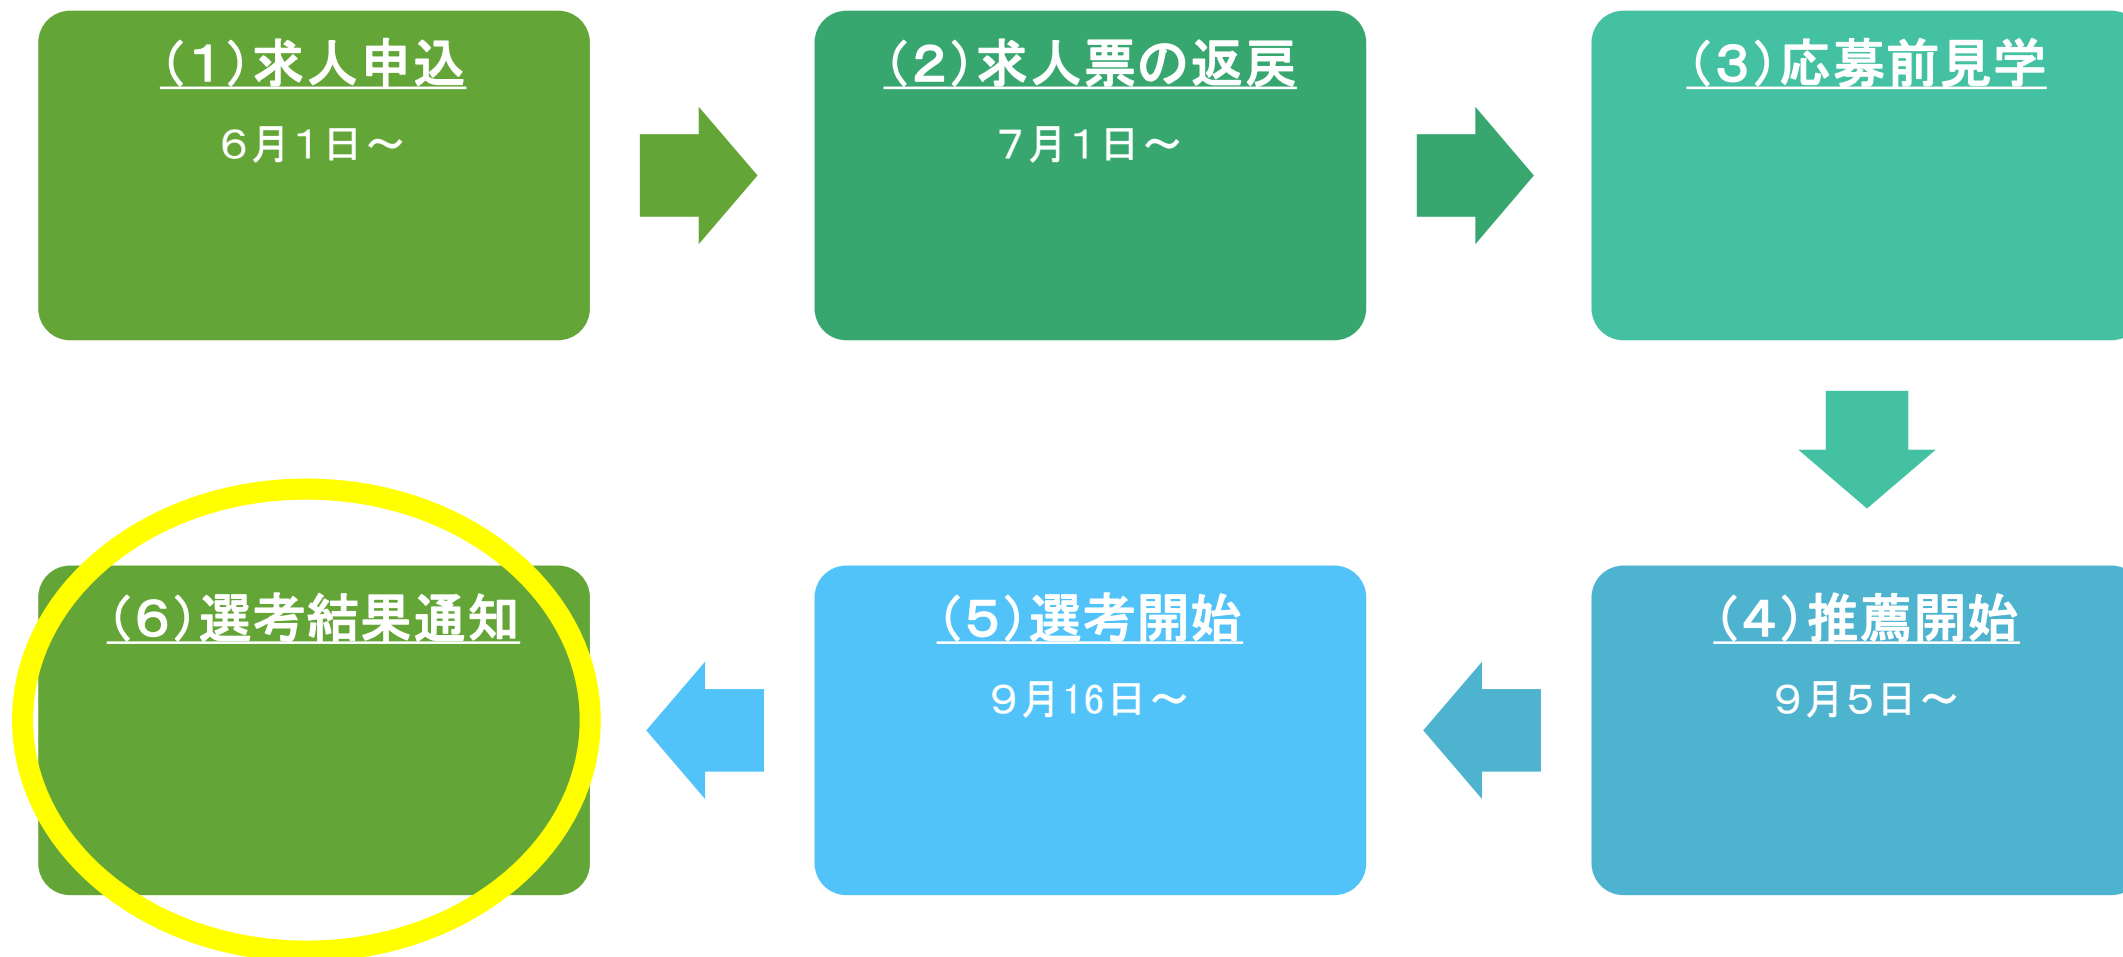 (1)求人申込
6月1日～
(2)求人票の返戻
7月1日～
(3)応募前見学
(4)推薦開始
9月5日～
(5)選考開始
9月16日～
(6)選考結果通知